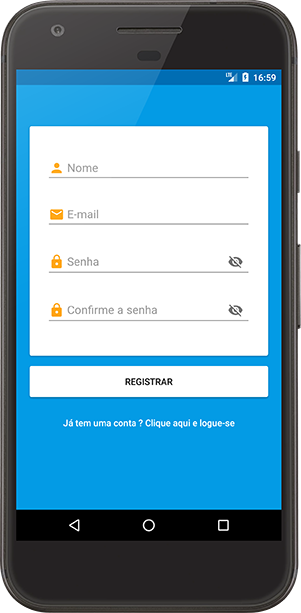 LTE 16:59
Nome
E-mail
Senha
Confirme a senha
REGISTRAR
Já tem uma conta ? Clique aqui e logue-se